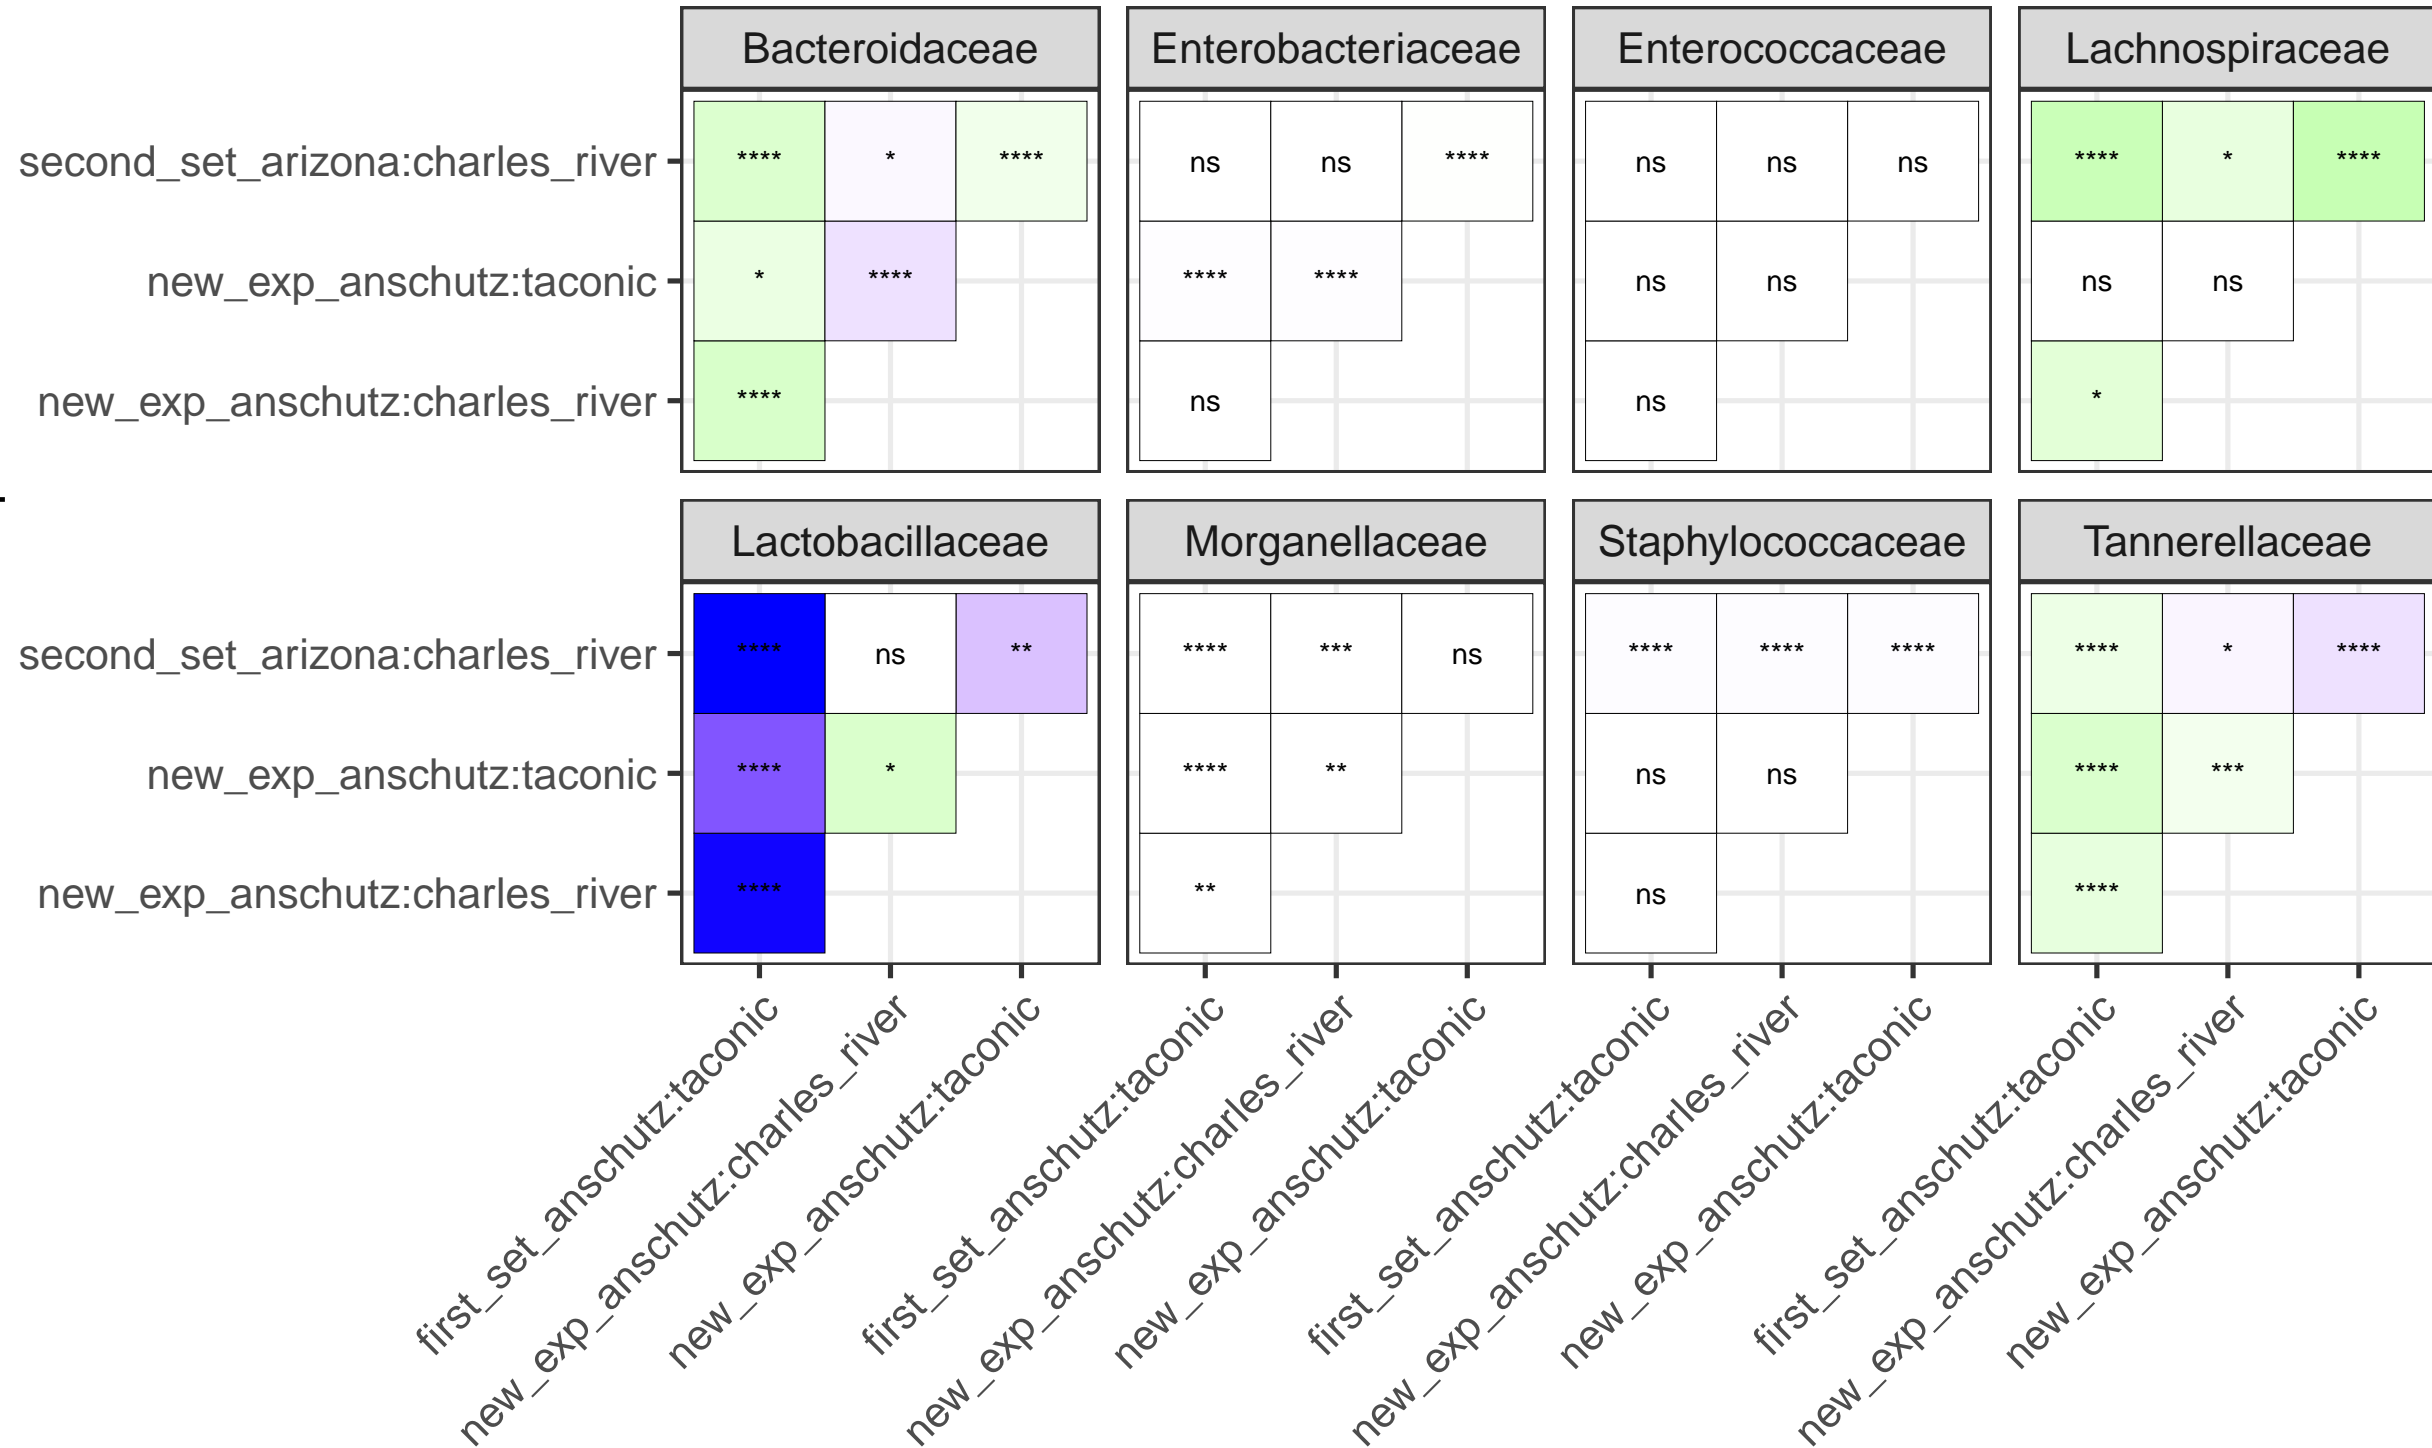 Bacteroidaceae Enterobacteriaceae Enterococcaceae Lachnospiraceae
second_set_arizona:charles_river **** * **** ns ns **** ns ns ns **** * ****
new_exp_anschutz:taconic * **** **** **** ns ns ns ns
new_exp_anschutz:charles_river **** ns ns *
Lactobacillaceae Morganellaceae Staphylococcaceae Tannerellaceae
second_set_arizona:charles_river **** ns ** **** *** ns **** **** **** **** * ****
new_exp_anschutz:taconic **** * **** ** ns ns **** ***
new_exp_anschutz:charles_river **** ** ns ****
first_set_anschutz:taconic
new_exp_anschutz:charles_river
new_exp_anschutz:taconic
first_set_anschutz:taconic
new_exp_anschutz:charles_river
new_exp_anschutz:taconic
first_set_anschutz:taconic
new_exp_anschutz:charles_river
new_exp_anschutz:taconic
first_set_anschutz:taconic
new_exp_anschutz:charles_river
new_exp_anschutz:taconic